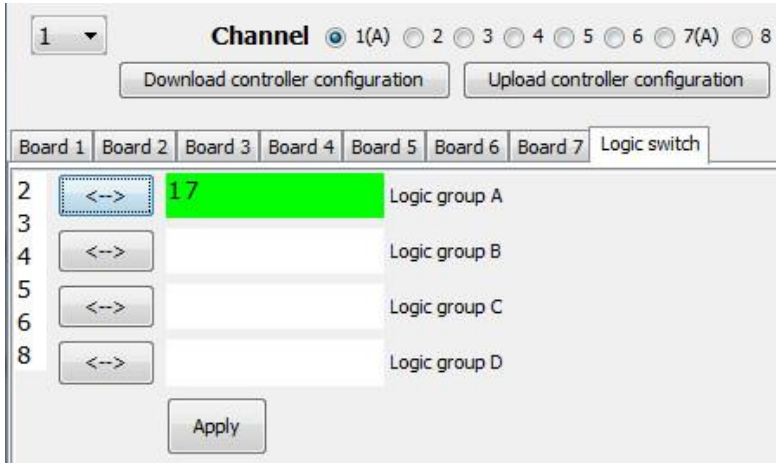 1 Channel 1(A) 2 3 4 5 6 7(A) 8
Download controller configuration Upload controller configuration
Board 1 Board 2 Board 3 Board 4 Board 5 Board 6 Board 7 Logic switch
2 <--> 17 Logic group A
3
4 <--> Logic group B
5 <--> Logic group C
6
8 <--> Logic group D
Apply